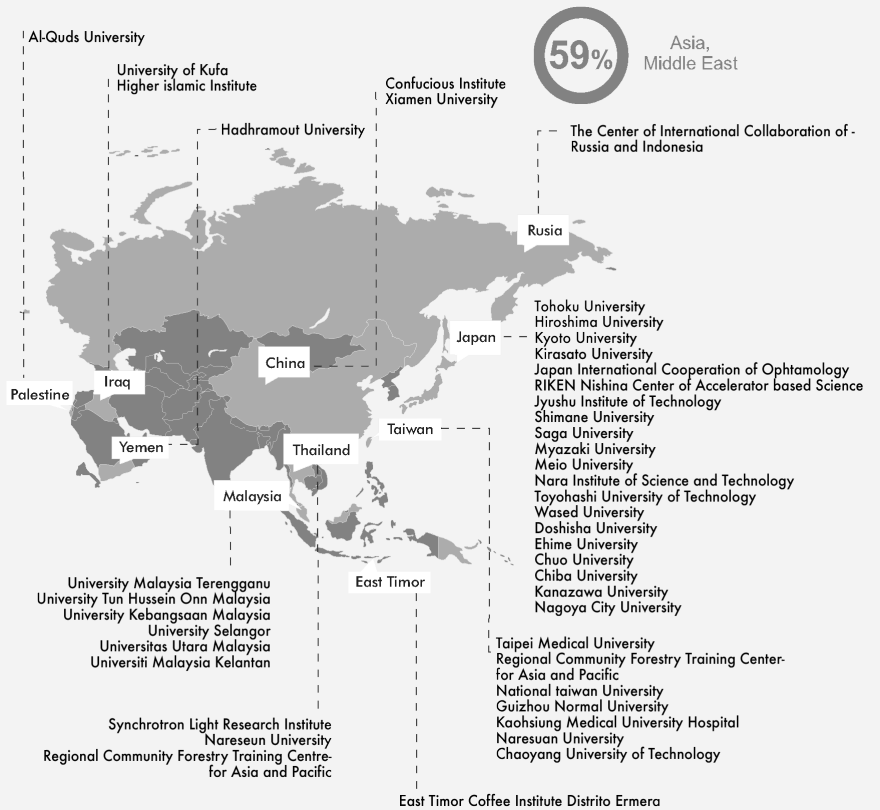 Al-Quds University
University of Kufa
Higher islamic Institute
Hadhramout University
Confucious Institute
Xiamen University
59%
Asia,
Middle East
The Center of International Collaboration of -
Russia and Indonesia
Rusia
Japan
China
Iraq
Palestine
Yemen
Thailand
Taiwan
Malaysia
East Timor
Tohoku University
Hiroshima University
Kyoto University
Kirasato University
Japan International Cooperation of Ophtamology
RIKEN Nishina Center of Accelerator based Science
Jyushu Institute of Technology
Shimane University
Saga University
Myazaki University
Meio University
Nara Institute of Science and Technology
Toyohashi University of Technology
Wased University
Doshisha University
Ehime University
Chuo University
Chiba University
Kanazawa University
Nagoya City University
University Malaysia Terengganu
University Tun Hussein Onn Malaysia
University Kebangsaan Malaysia
University Selangor
Universitas Utara Malaysia
Universiti Malaysia Kelantan
Taipei Medical University
Regional Community Forestry Training Center-
for Asia and Pacific
National taiwan University
Guizhou Normal University
Kaohsiung Medical University Hospital
Naresuan University
Chaoyang University of Technology
Synchrotron Light Research Institute
Nareseun University
Regional Community Forestry Training Centre-
for Asia and Pacific
East Timor Coffee Institute Distrito Ermera